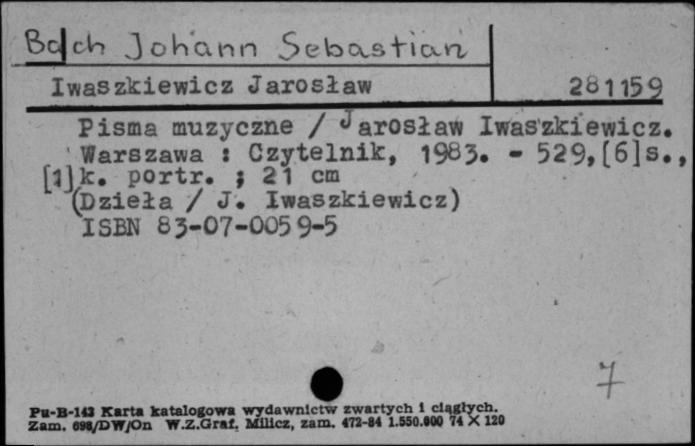 Bach Johann Sebastian
Iwaszkiewicz Jarosław 281159
Pisma muzyczne / Jarosław Iwaszkiewicz.
Warszawa : Czytelnik, 1983. - 529,[6]s.,
[1]k. portr. ; 21 cm
(Dzieła / J. Iwaszkiewicz)
ISBN 83-07-0059-5
7
Pu-B-143 Karta katalogowa wydawnictw zwartych i ciągłych.
Zam. 698/DW/On W.Z.Graf. Milicz, zam. 472-84 1.550.000 74 X 120